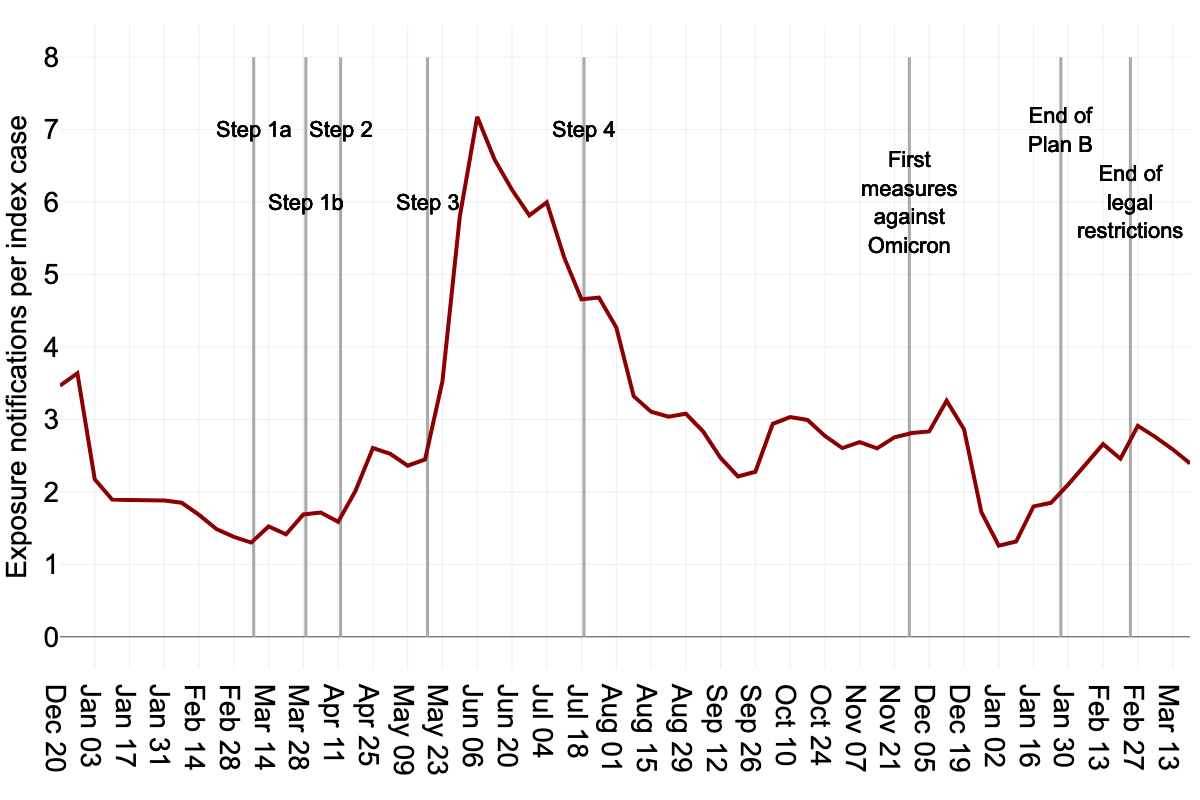 Exposure notifications per index case
8
7
6
5
4
3
2
1
0
Step 1a
Step 1b
Step 2
Step 3
Step 4
First
measures
against
Omicron
End of
Plan B
End of
legal
restrictions
Dec 20
Jan 03
Jan 17
Jan 31
Feb 14
Feb 28
Mar 14
Mar 28
Apr 11
Apr 25
May 09
May 23
Jun 06
Jun 20
Jul 04
Jul 18
Aug 01
Aug 15
Aug 29
Sep 12
Sep 26
Oct 10
Oct 24
Nov 07
Nov 21
Dec 05
Dec 19
Jan 02
Jan 16
Jan 30
Feb 13
Feb 27
Mar 13